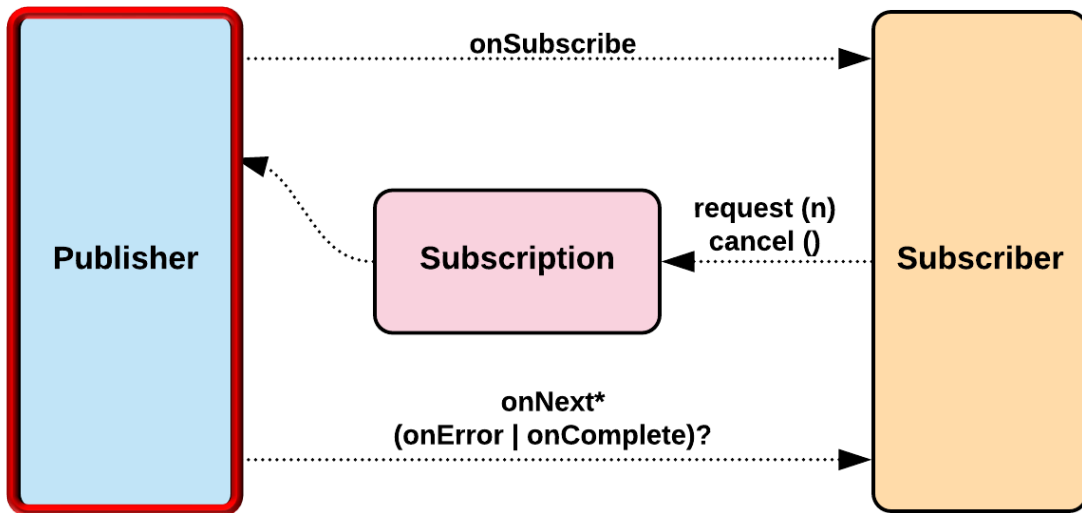 onSubscribe
request (n)
cancel ()
Publisher
Subscription
Subscriber
onNext*
(onError | onComplete)?